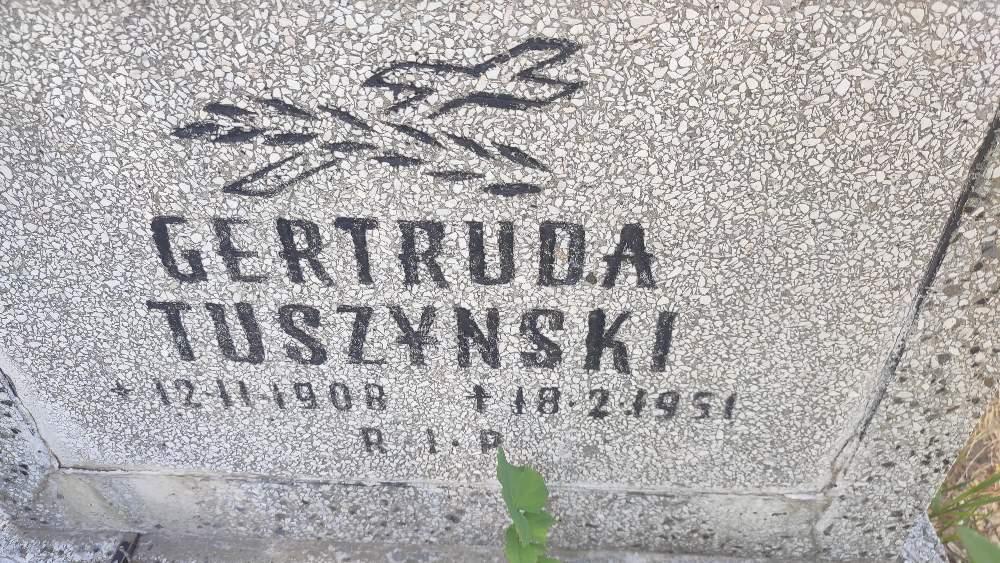 GERTRUDA
TUSZYNSKI
* 12·11·1908 † 18·2·1951
R·I·P